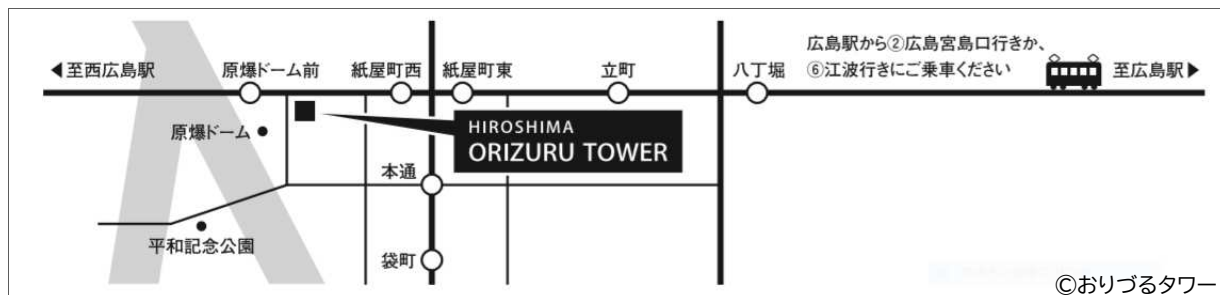 広島駅から②広島宮島口行きか、
⑥江波行きにご乗車ください
◀至西広島駅
原爆ドーム前
紙屋町西
紙屋町東
立町
八丁堀
至広島駅▶
原爆ドーム
HIROSHIMA
ORIZURU TOWER
本通
平和記念公園
袋町
©おりづるタワー